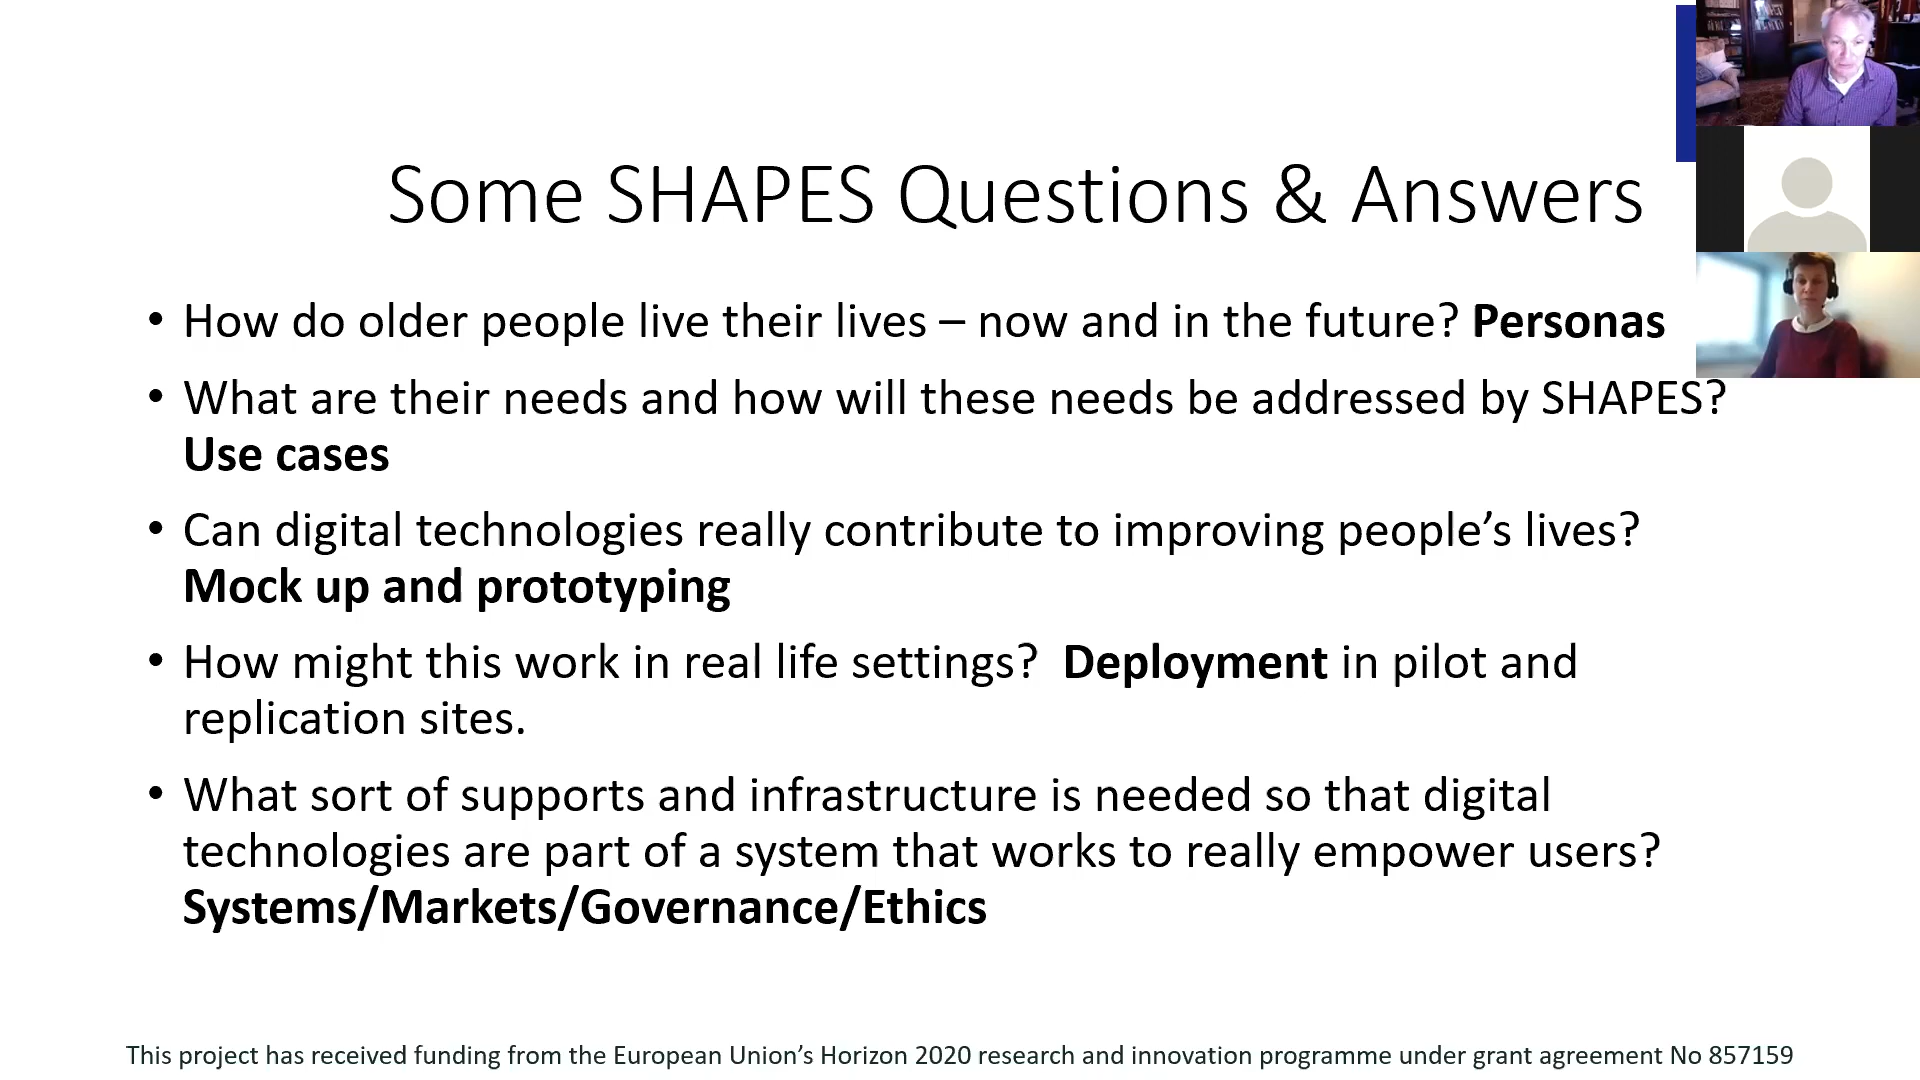 Some SHAPES Questions & Answers
• How do older people live their lives – now and in the future? Personas
• What are their needs and how will these needs be addressed by SHAPES?
Use cases
• Can digital technologies really contribute to improving people’s lives?
Mock up and prototyping
• How might this work in real life settings?  Deployment in pilot and
replication sites.
• What sort of supports and infrastructure is needed so that digital
technologies are part of a system that works to really empower users?
Systems/Markets/Governance/Ethics
This project has received funding from the European Union’s Horizon 2020 research and innovation programme under grant agreement No 857159